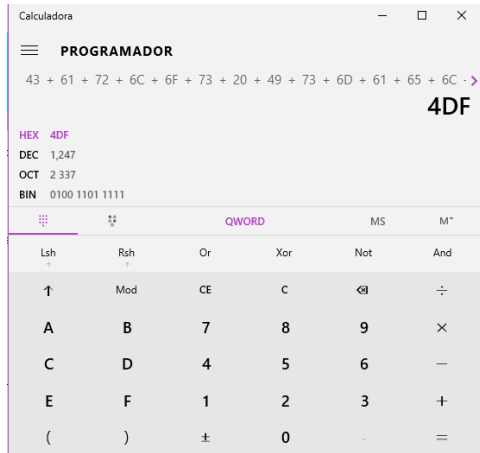 Calculadora
PROGRAMADOR
43 + 61 + 72 + 6C + 6F + 73 + 20 + 49 + 73 + 6D + 61 + 65 + 6C -
4DF
HEX 4DF
DEC 1,247
OCT 2 337
BIN 0100 1101 1111
QWORD MS M˅
Lsh Rsh Or Xor Not And
↑ Mod CE C ⌫ ÷
A B 7 8 9 ×
C D 4 5 6 −
E F 1 2 3 +
( ) ± 0 . =